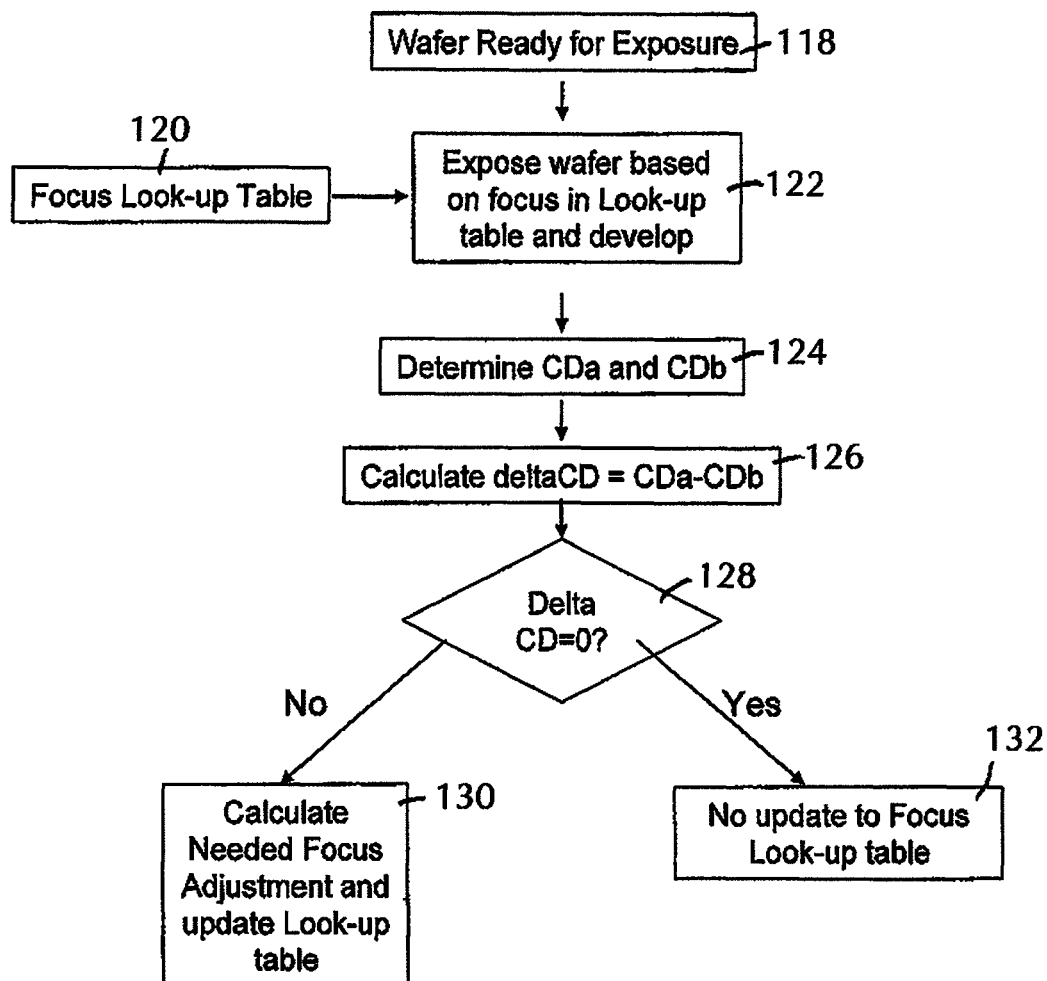 Wafer Ready for Exposure
118
120
Focus Look-up Table
Expose wafer based
on focus in Look-up
table and develop
122
Determine CDa and CDb
124
Calculate deltaCD = CDa-CDb
126
Delta
CD=0?
128
No
Yes
Calculate
Needed Focus
Adjustment and
update Look-up
table
130
No update to Focus
Look-up table
132